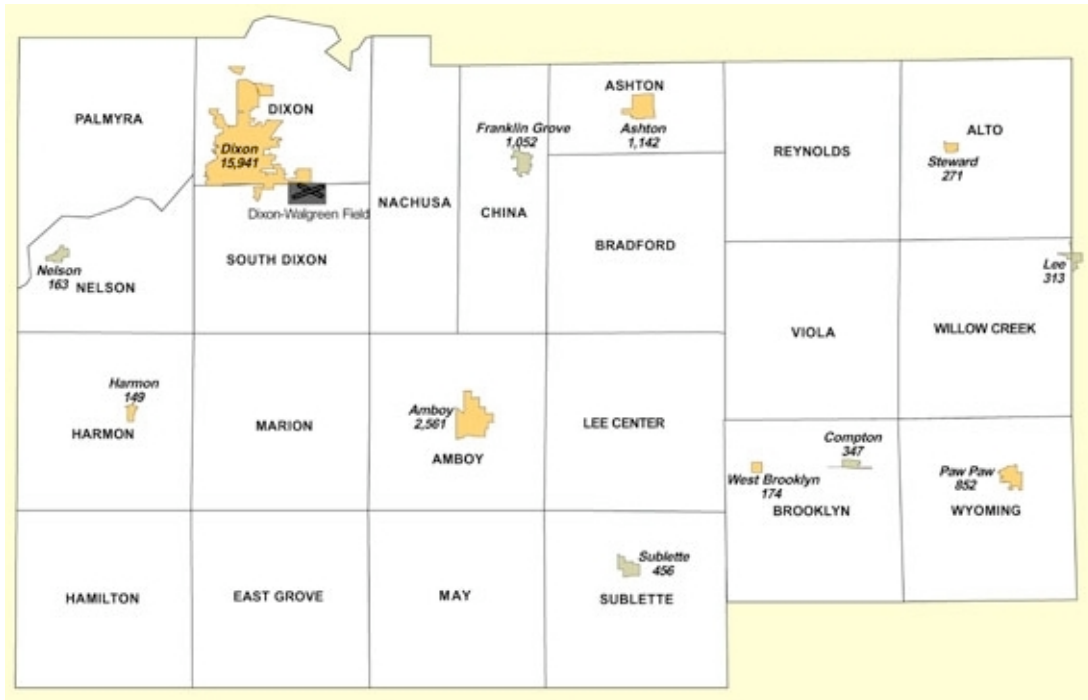 PALMYRA
DIXON
Dixon
15,941
Dixon-Walgreen Field
NACHUSA
Franklin Grove
1,052
CHINA
ASHTON
Ashton
1,142
BRADFORD
REYNOLDS
ALTO
Steward
271
Nelson
163
NELSON
SOUTH DIXON
Lee
313
VIOLA
WILLOW CREEK
Harmon
149
HARMON
MARION
Amboy
2,561
AMBOY
LEE CENTER
Compton
347
West Brooklyn
174
BROOKLYN
Paw Paw
852
WYOMING
HAMILTON
EAST GROVE
MAY
Sublette
456
SUBLETTE